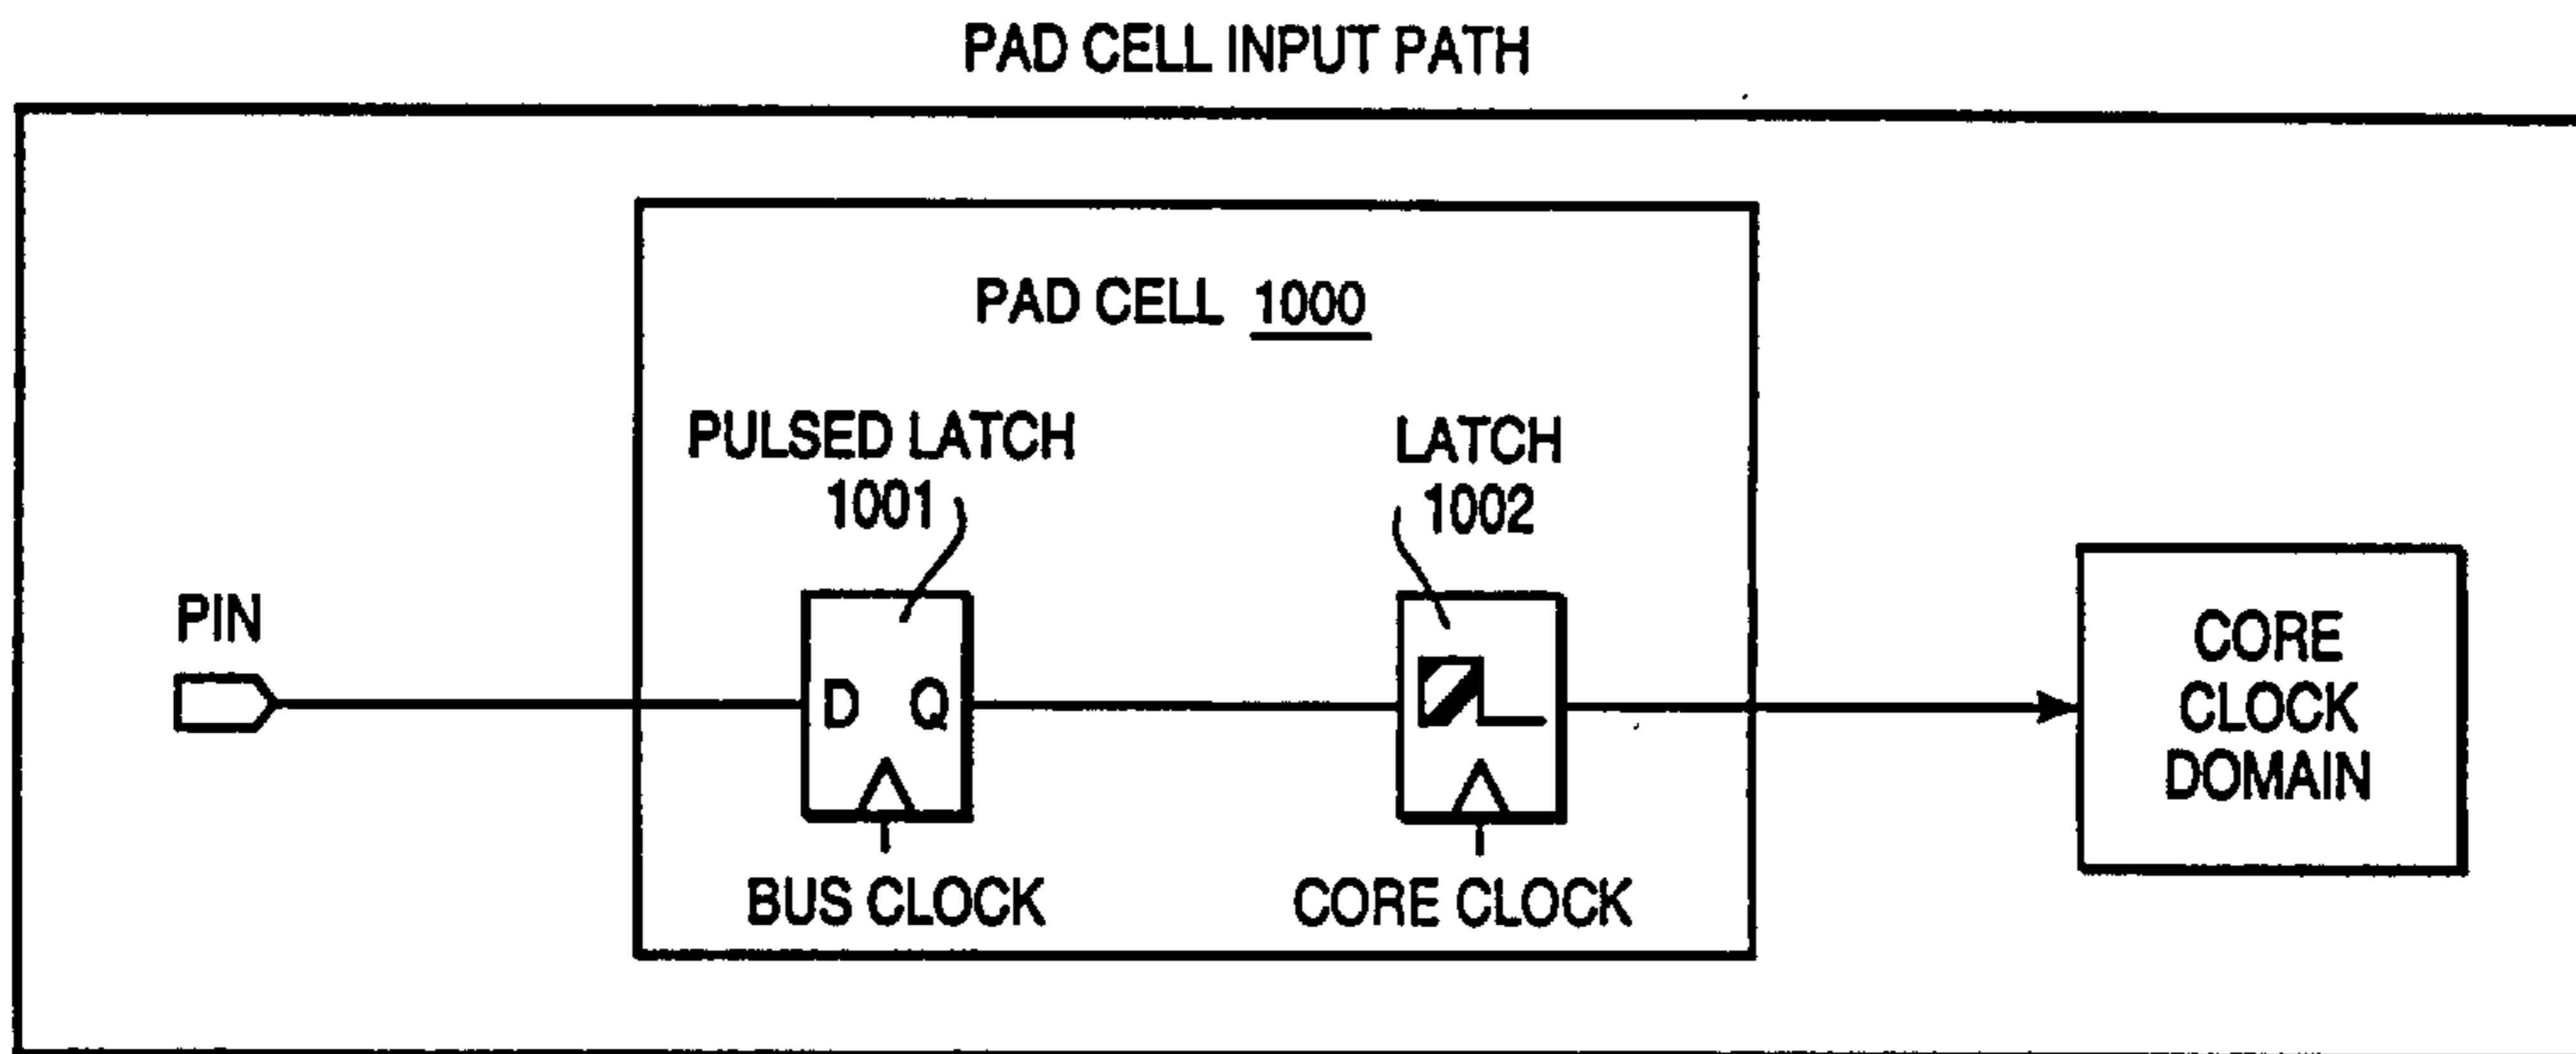 PAD CELL INPUT PATH
PAD CELL 1000
PULSED LATCH
1001
LATCH
1002
PIN
D Q
BUS CLOCK
CORE CLOCK
CORE
CLOCK
DOMAIN